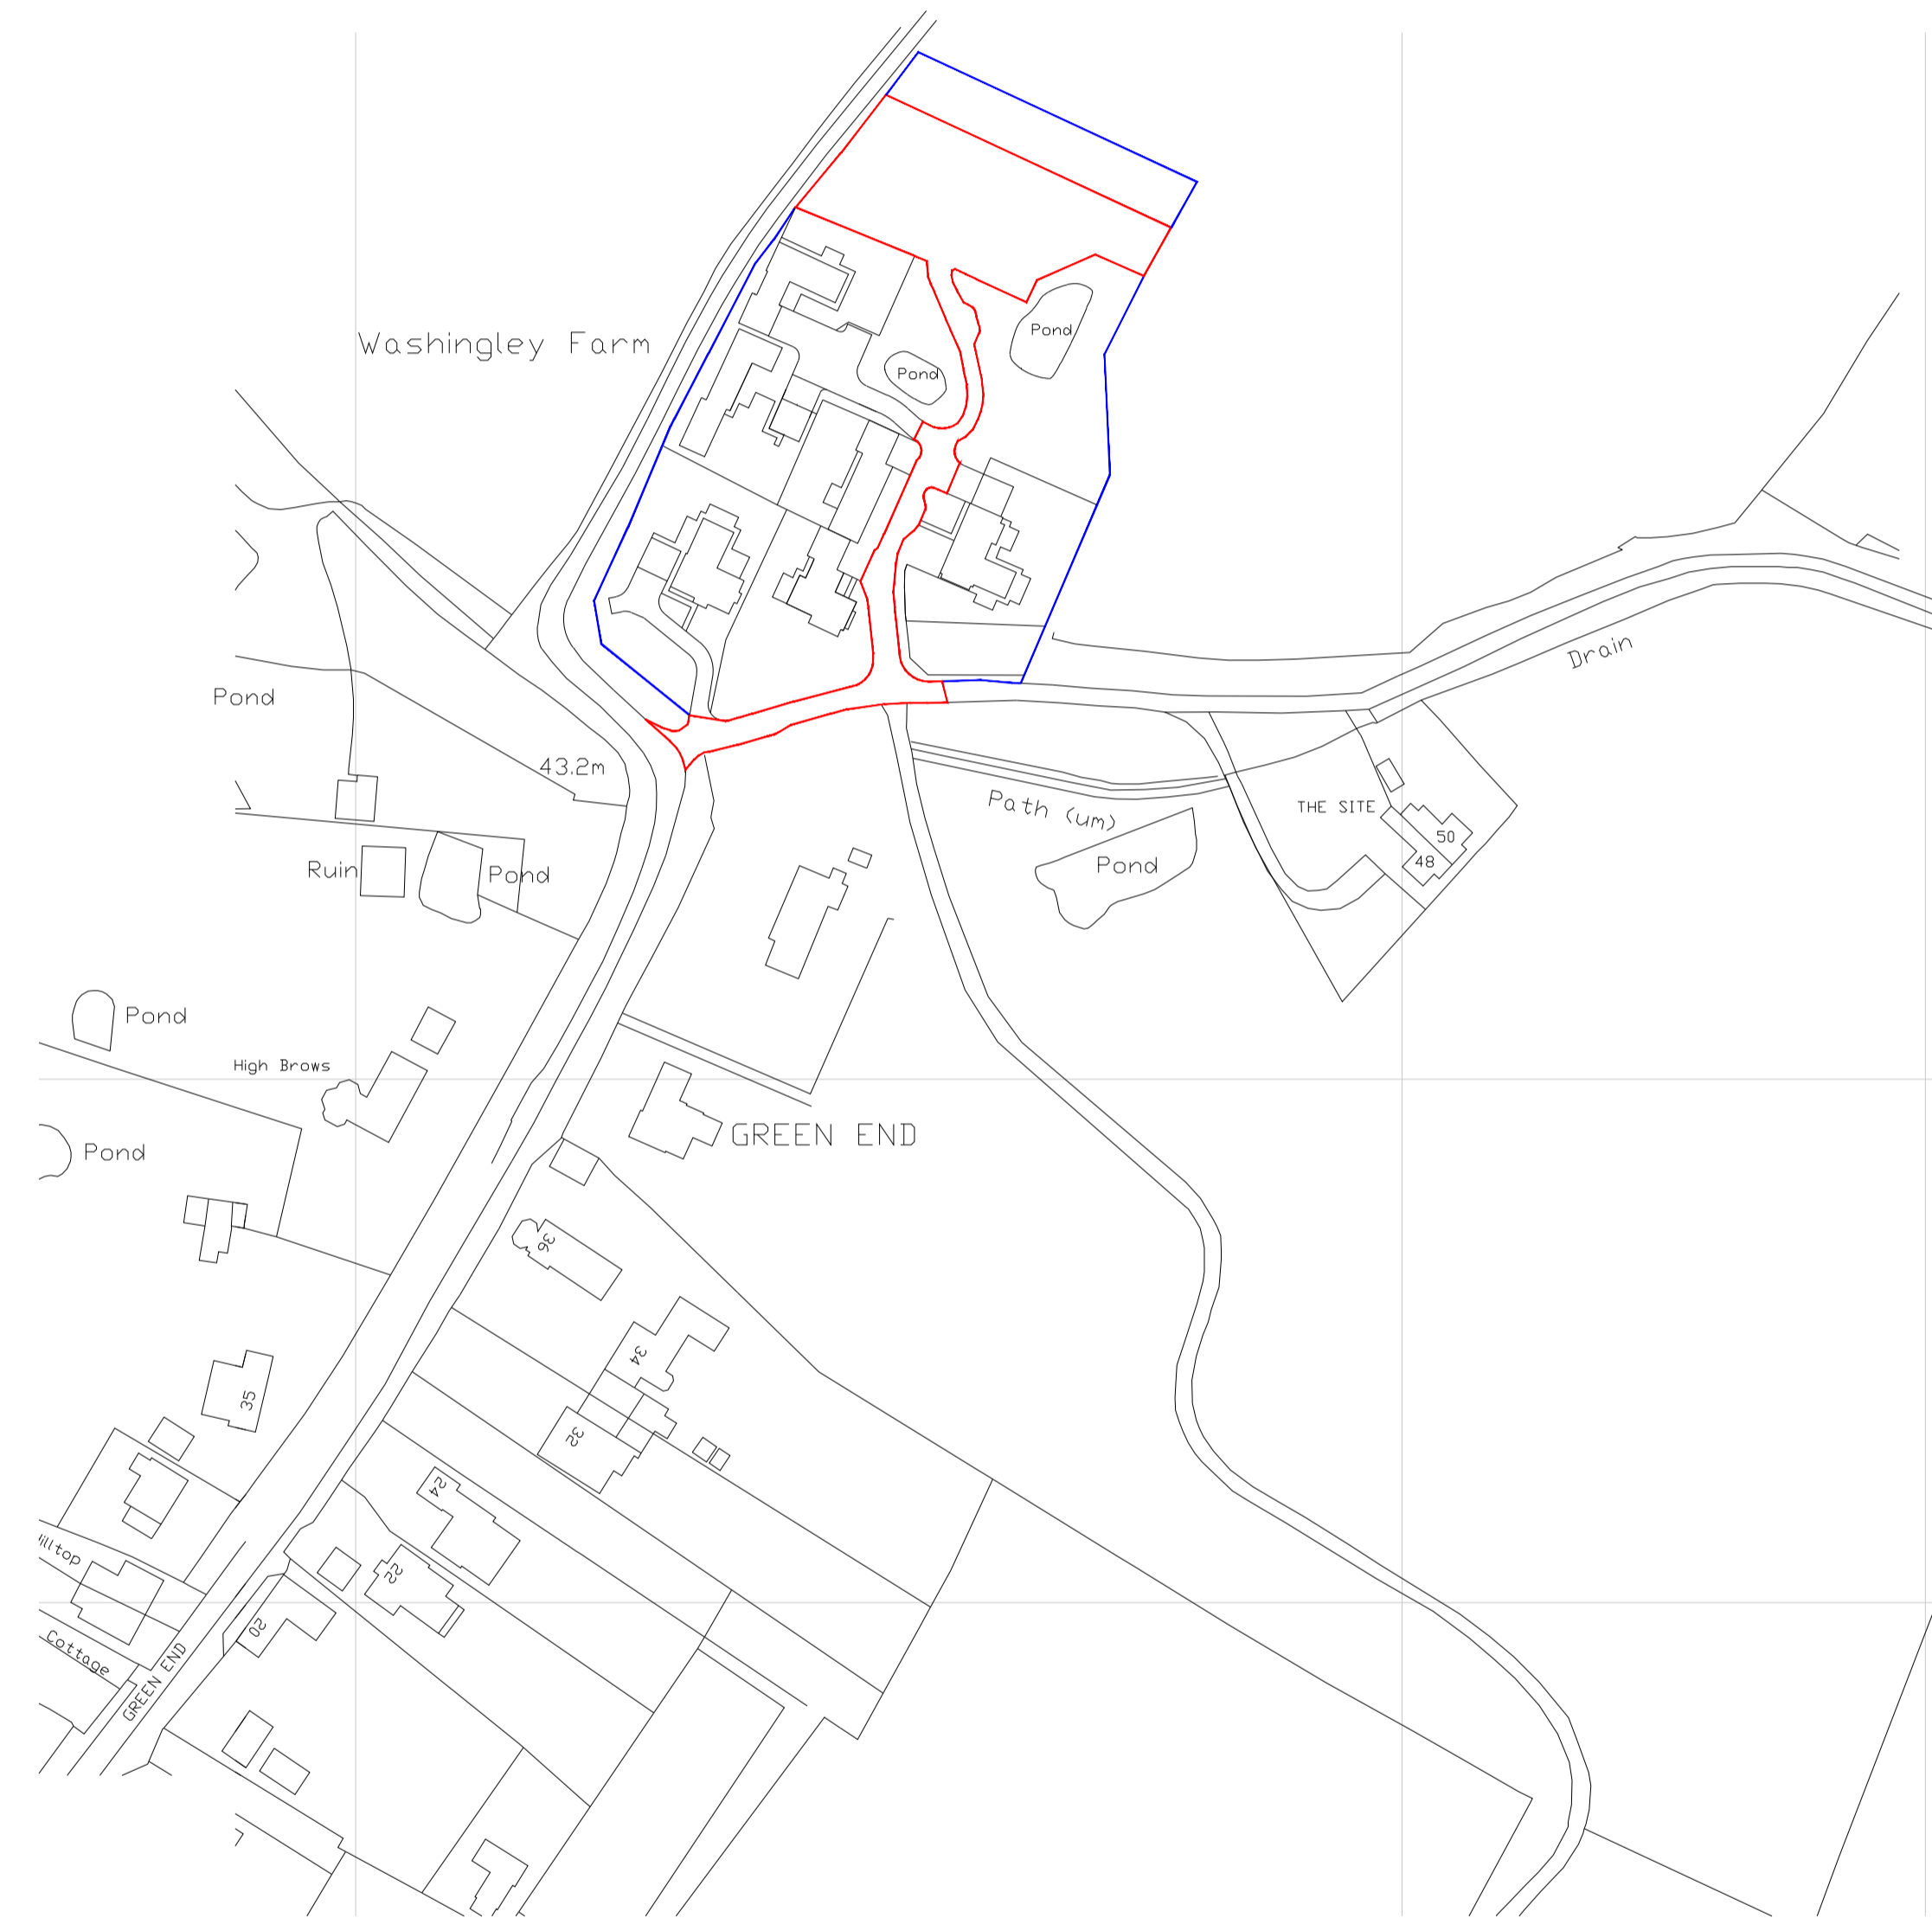 Pond
Washingley Farm
Pond
Drain
Pond
43.2m
Path (um)
THE SITE
50
48
Ruin
Pond
Pond
Pond
High Brows
GREEN END
Pond
36
34
35
32
24
22
20
Cottage
GREEN END